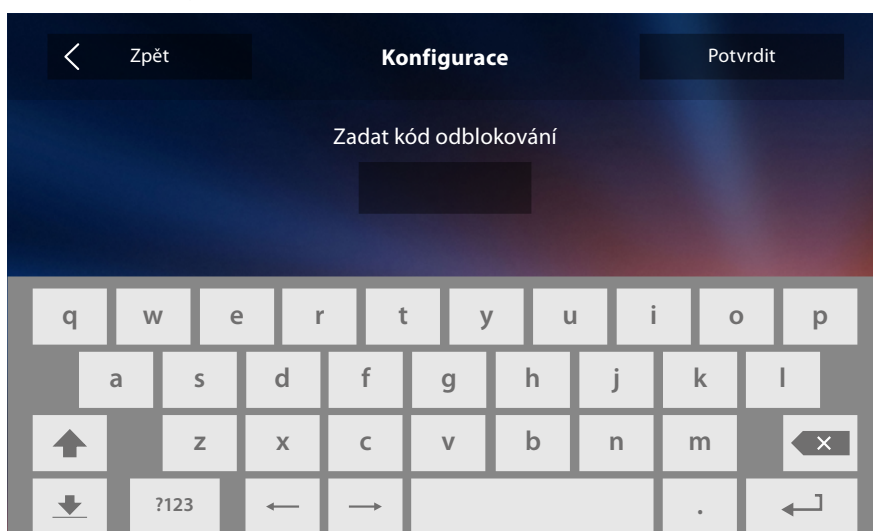 Zpět Konfigurace Potvrdit
Zadat kód odblokování
q w e r t y u i o p
a s d f g h j k l
z x c v b n m
?123 .